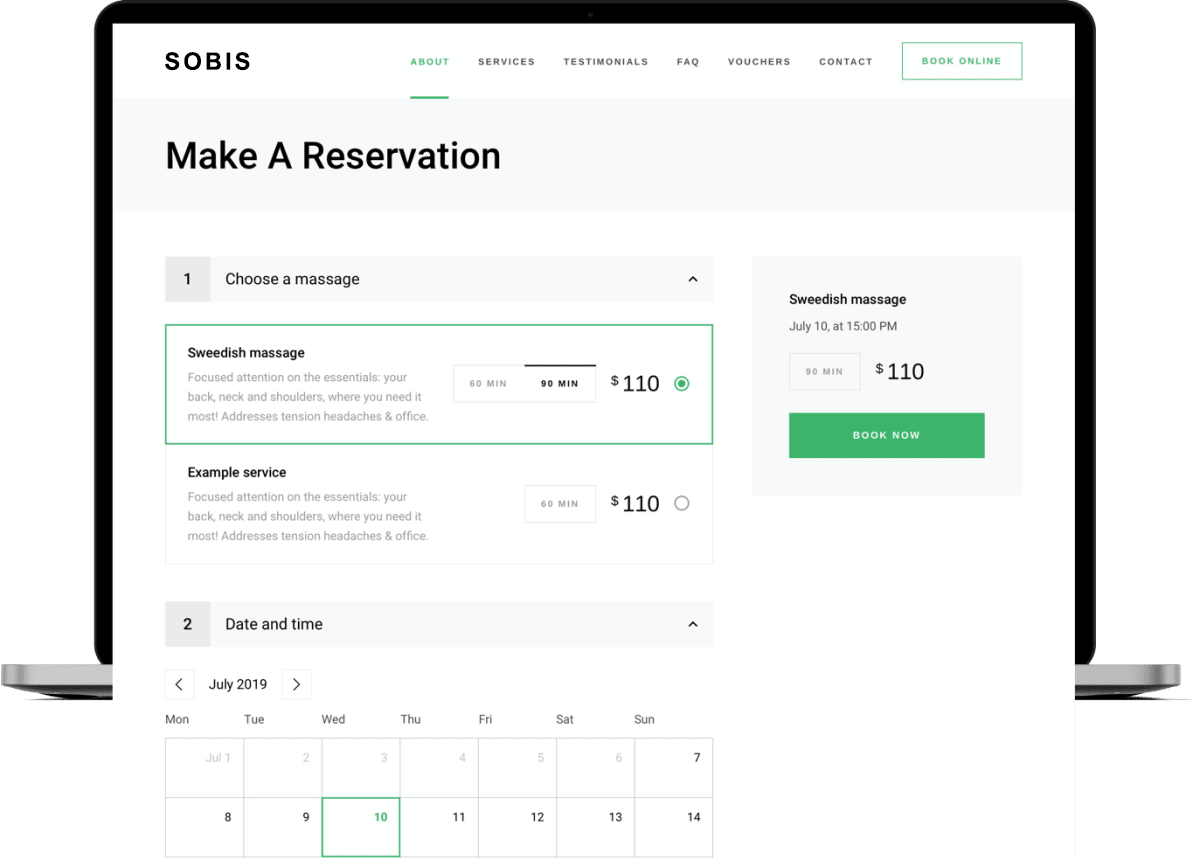 SOBIS
ABOUT SERVICES TESTIMONIALS FAQ VOUCHERS CONTACT BOOK ONLINE
Make A Reservation
1 Choose a massage
Sweedish massage
Focused attention on the essentials: your
back, neck and shoulders, where you need it
most! Addresses tension headaches & office.
60 MIN 90 MIN $110
Example service
Focused attention on the essentials: your
back, neck and shoulders, where you need it
most! Addresses tension headaches & office.
60 MIN $110
Sweedish massage
July 10, at 15:00 PM
90 MIN $110
BOOK NOW
2 Date and time
July 2019
Mon Tue Wed Thu Fri Sat Sun
Jul 1 2 3 4 5 6 7
8 9 10 11 12 13 14